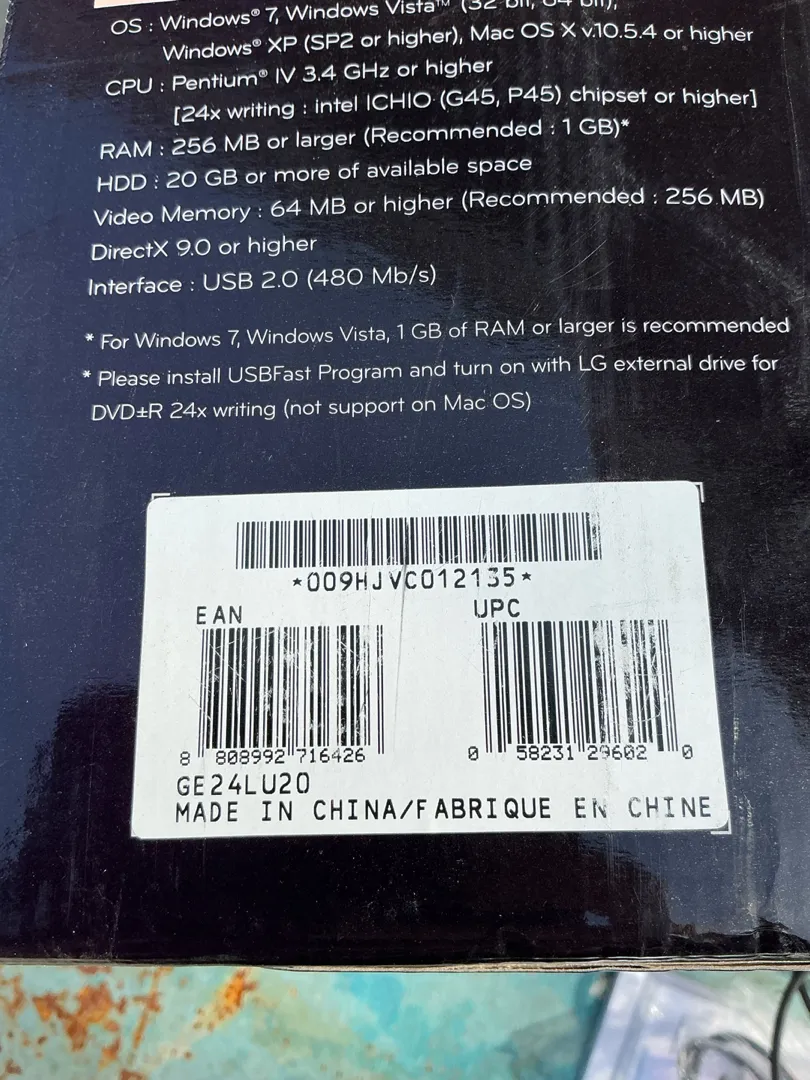 OS : Windows® 7, Windows Vista™ (32 bit, 64 bit),
Windows® XP (SP2 or higher), Mac OS X v.10.5.4 or higher
CPU : Pentium® IV 3.4 GHz or higher
[24x writing : intel ICHIO (G45, P45) chipset or higher]
RAM : 256 MB or larger (Recommended : 1 GB)*
HDD : 20 GB or more of available space
Video Memory : 64 MB or higher (Recommended : 256 MB)
DirectX 9.0 or higher
Interface : USB 2.0 (480 Mb/s)
* For Windows 7, Windows Vista, 1 GB of RAM or larger is recommended
* Please install USBFast Program and turn on with LG external drive for
DVD±R 24x writing (not support on Mac OS)
*009HJVC012135*
EAN UPC
8 808992 716426 0 58231 29602 0
GE24LU20
MADE IN CHINA/FABRIQUE EN CHINE